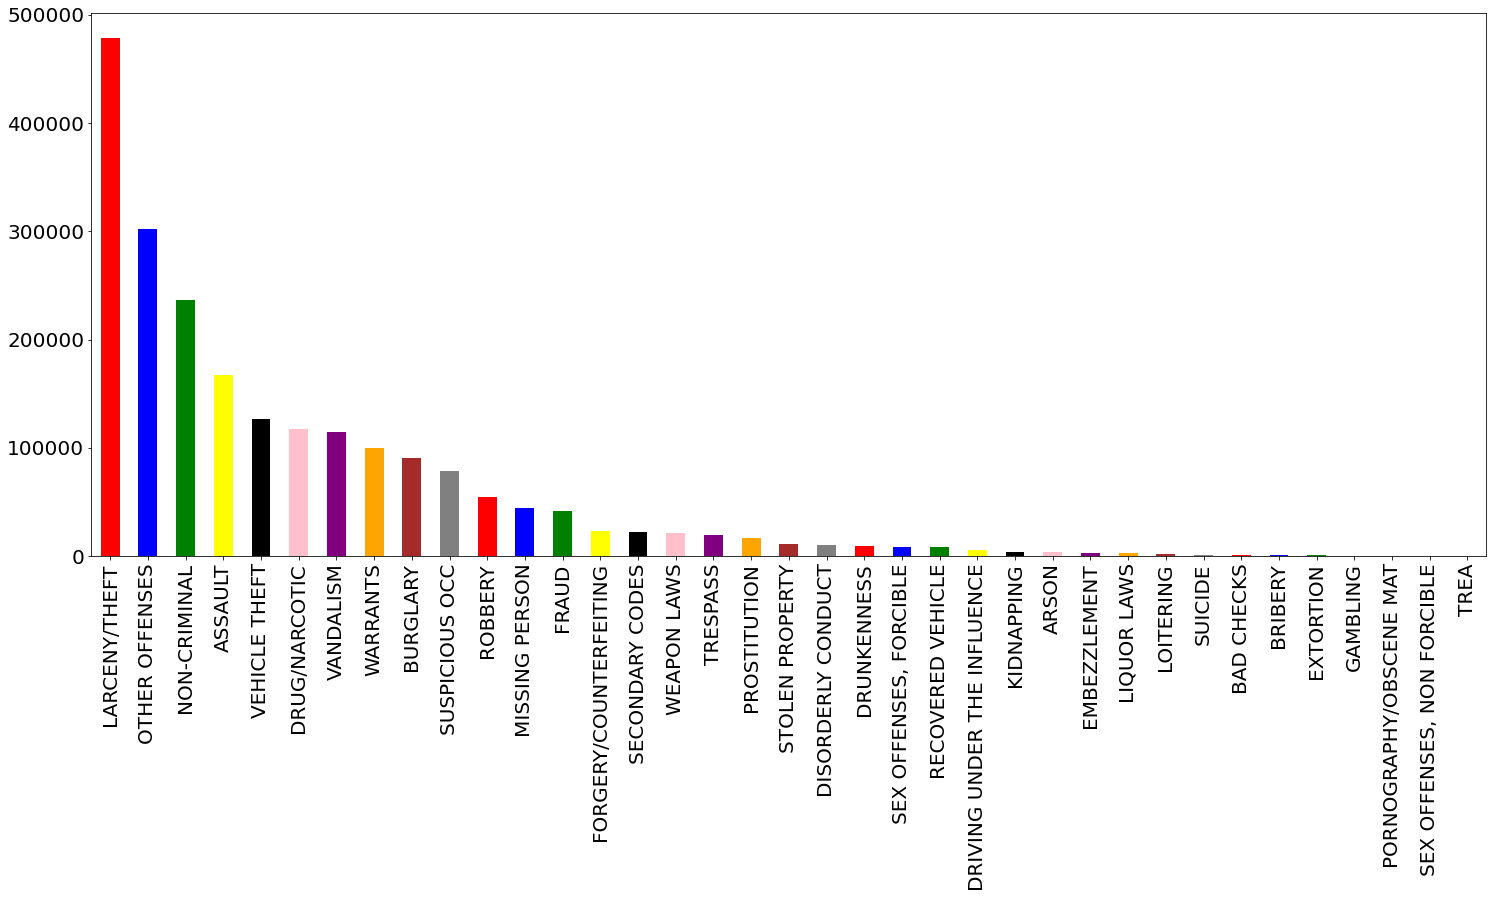 500000
400000
300000
200000
100000
0
LARCENY/THEFT
OTHER OFFENSES
NON-CRIMINAL
ASSAULT
VEHICLE THEFT
DRUG/NARCOTIC
VANDALISM
WARRANTS
BURGLARY
SUSPICIOUS OCC
ROBBERY
MISSING PERSON
FRAUD
FORGERY/COUNTERFEITING
SECONDARY CODES
WEAPON LAWS
TRESPASS
PROSTITUTION
STOLEN PROPERTY
DISORDERLY CONDUCT
DRUNKENNESS
SEX OFFENSES, FORCIBLE
RECOVERED VEHICLE
DRIVING UNDER THE INFLUENCE
KIDNAPPING
ARSON
EMBEZZLEMENT
LIQUOR LAWS
LOITERING
SUICIDE
BAD CHECKS
BRIBERY
EXTORTION
GAMBLING
PORNOGRAPHY/OBSCENE MAT
SEX OFFENSES, NON FORCIBLE
TREA